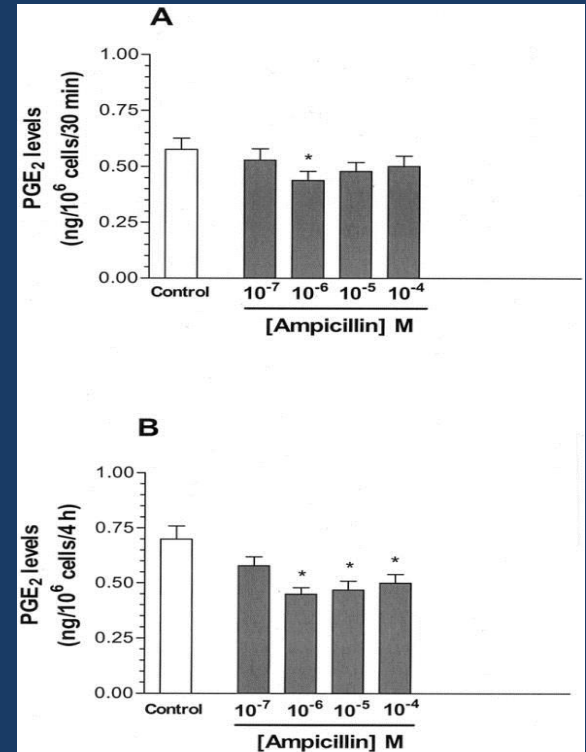 A
PGE₂ levels
(ng/10⁶ cells/30 min)
1.00
0.75
0.50
0.25
0.00
*
Control 10⁻⁷ 10⁻⁶ 10⁻⁵ 10⁻⁴
[Ampicillin] M
B
PGE₂ levels
(ng/10⁶ cells/4 h)
1.00
0.75
0.50
0.25
0.00
* * *
Control 10⁻⁷ 10⁻⁶ 10⁻⁵ 10⁻⁴
[Ampicillin] M